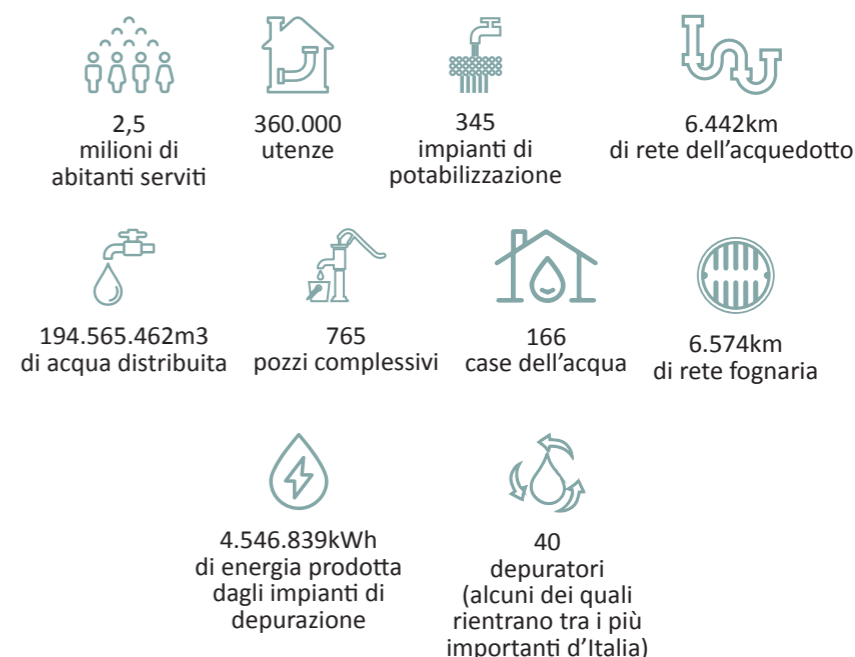 2,5
milioni di
abitanti serviti
360.000
utenze
345
impianti di
potabilizzazione
6.442km
di rete dell’acquedotto
194.565.462m3
di acqua distribuita
765
pozzi complessivi
166
case dell’acqua
6.574km
di rete fognaria
4.546.839kWh
di energia prodotta
dagli impianti di
depurazione
40
depuratori
(alcuni dei quali
rientrano tra i più
importanti d’Italia)